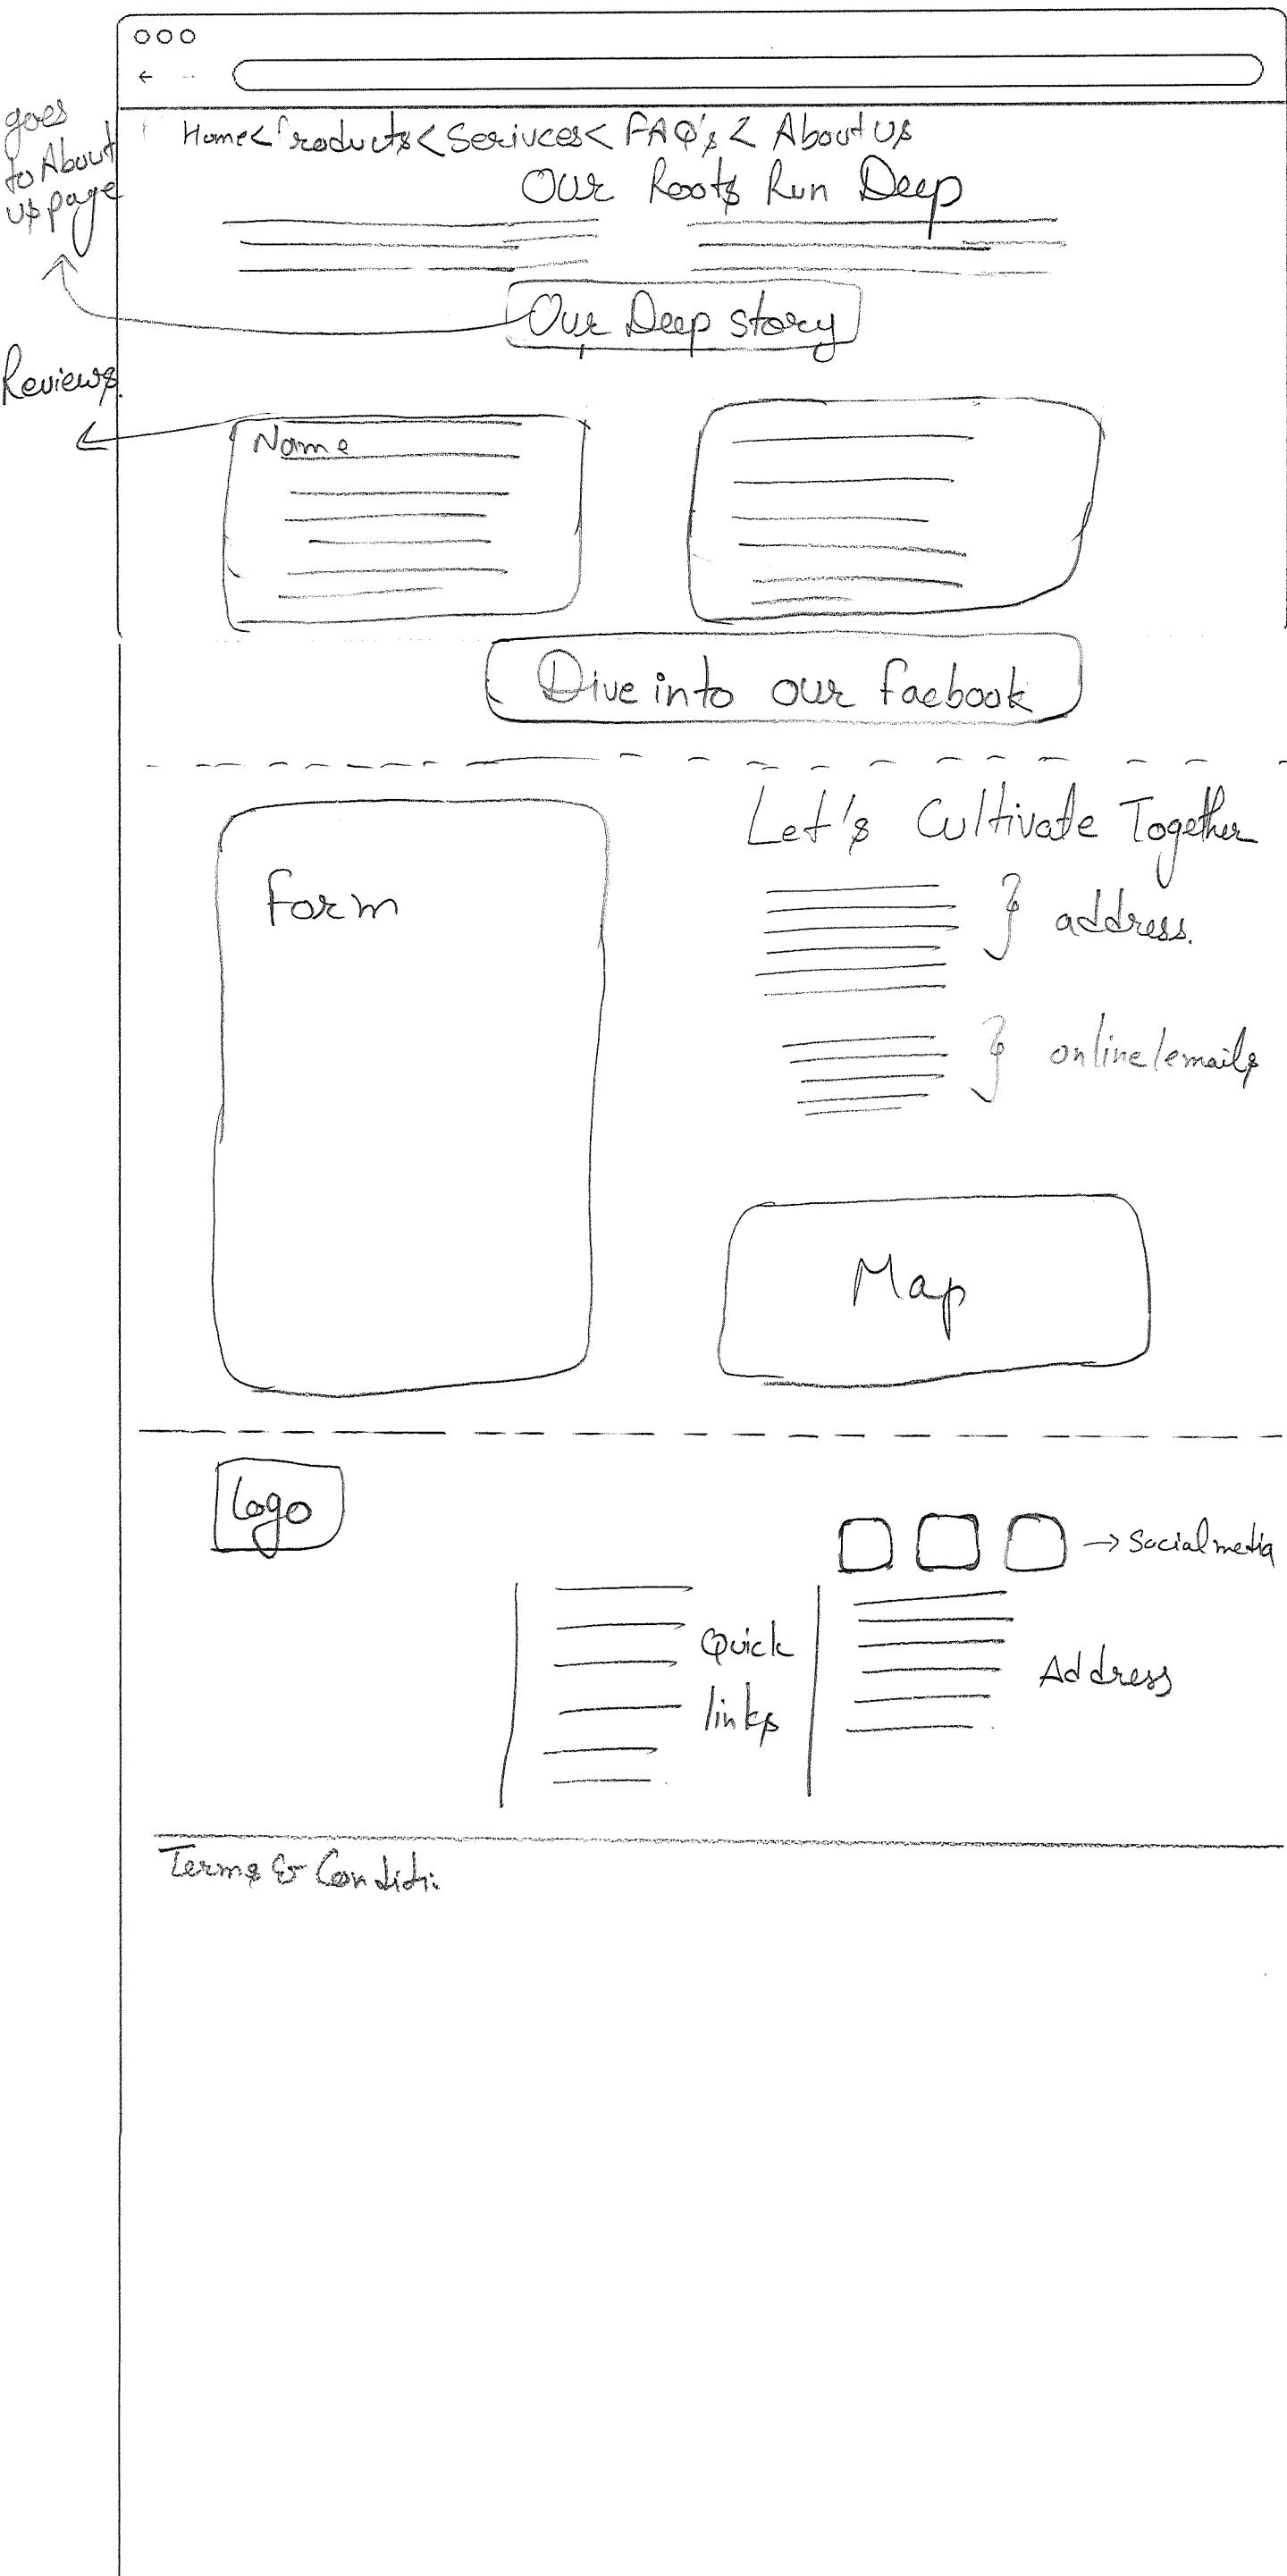 goes
to About
us page
Home < Products < Serivces < FAQ's < About us
Our Roots Run Deep
Our Deep story
Reviews.
Name
Dive into our facbook
Let's Cultivate Together
Form
address.
online/emails
Map
Logo
Social media
Quick
links
Address
Terms & Conditi: